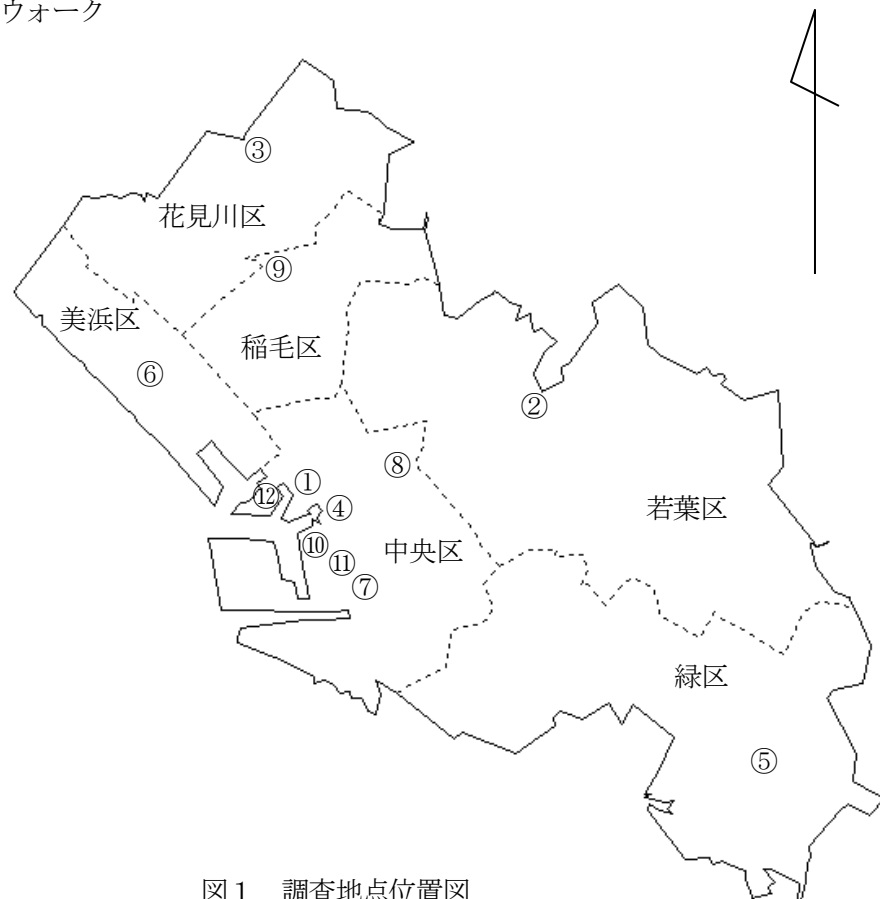 ウォーク
③
花見川区
⑨
美浜区
稲毛区
⑥
②
⑧
①
⑫
④
若葉区
⑩
中央区
⑪
⑦
緑区
⑤
図1 調査地点位置図